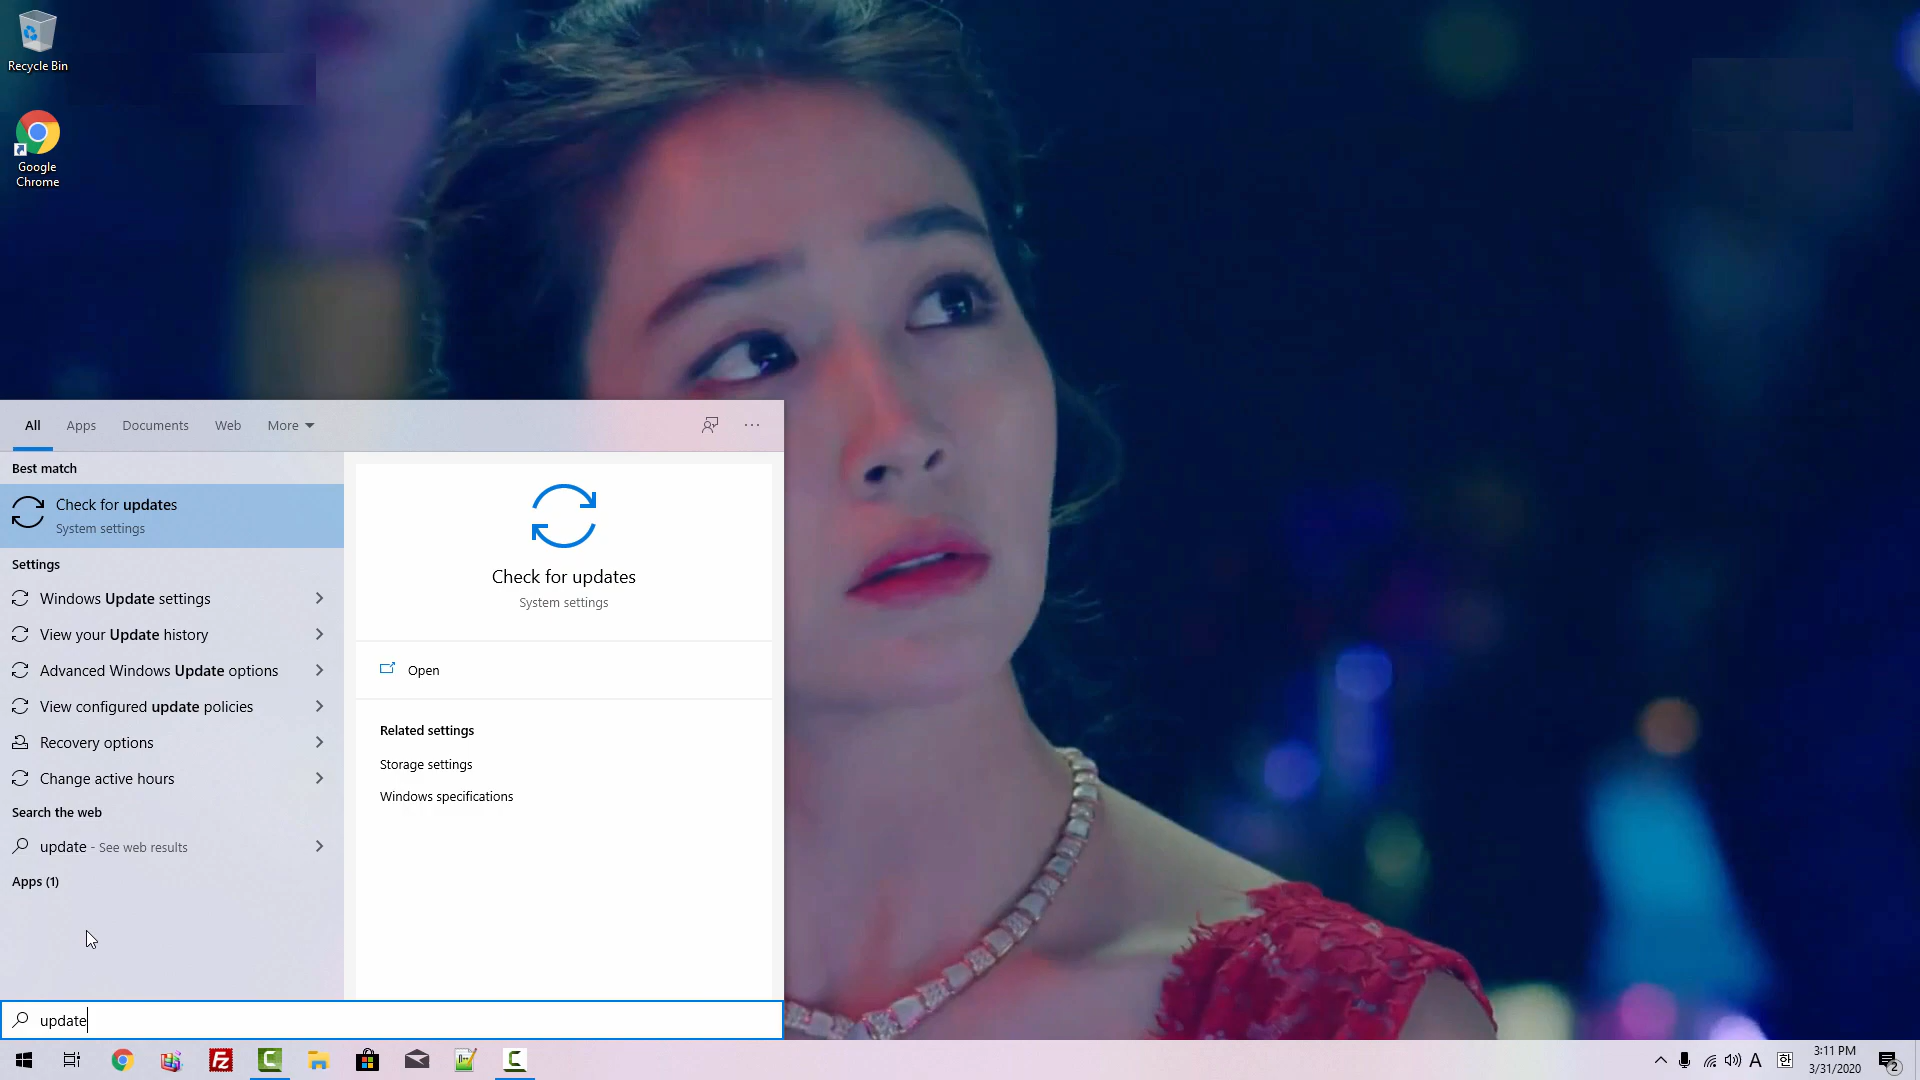 Recycle Bin
Google
Chrome
All Apps Documents Web More
Best match
Check for updates
System settings
Settings
Windows Update settings
View your Update history
Advanced Windows Update options
View configured update policies
Recovery options
Change active hours
Search the web
update - See web results
Apps (1)
Check for updates
System settings
Open
Related settings
Storage settings
Windows specifications
update
A 한
3:11 PM
3/31/2020
2